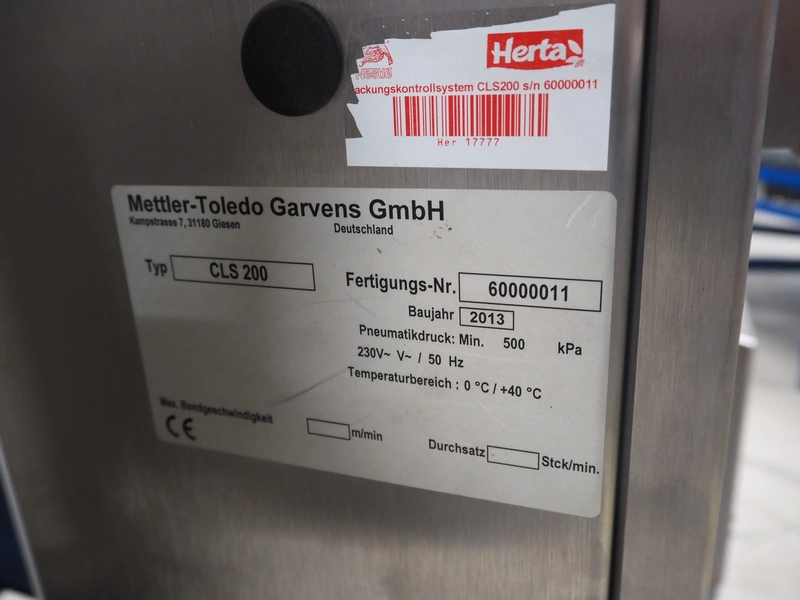 Herta
ackungskontrollsystem CLS200 s/n 60000011
Her 17777
Mettler-Toledo Garvens GmbH
Kampstrasse 7, 31180 Giesen
Deutschland
Typ CLS 200
Fertigungs-Nr. 60000011
Baujahr 2013
Pneumatikdruck: Min. 500 kPa
230V~ V~ / 50 Hz
Temperaturbereich : 0 °C / +40 °C
Max. Bandgeschwindigkeit
m/min
CE
Durchsatz Stck/min.